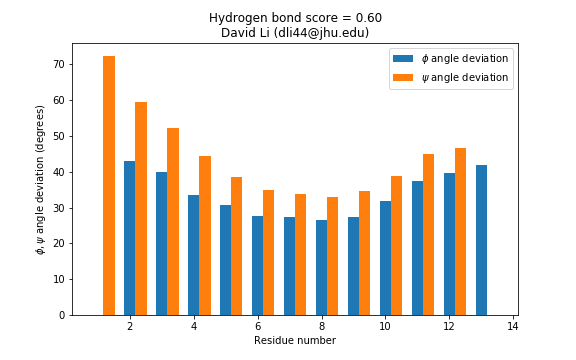 Hydrogen bond score = 0.60
David Li (dli44@jhu.edu)
ϕ angle deviation
ψ angle deviation
ϕ, ψ angle deviation (degrees)
70
60
50
40
30
20
10
0
2 4 6 8 10 12 14
Residue number